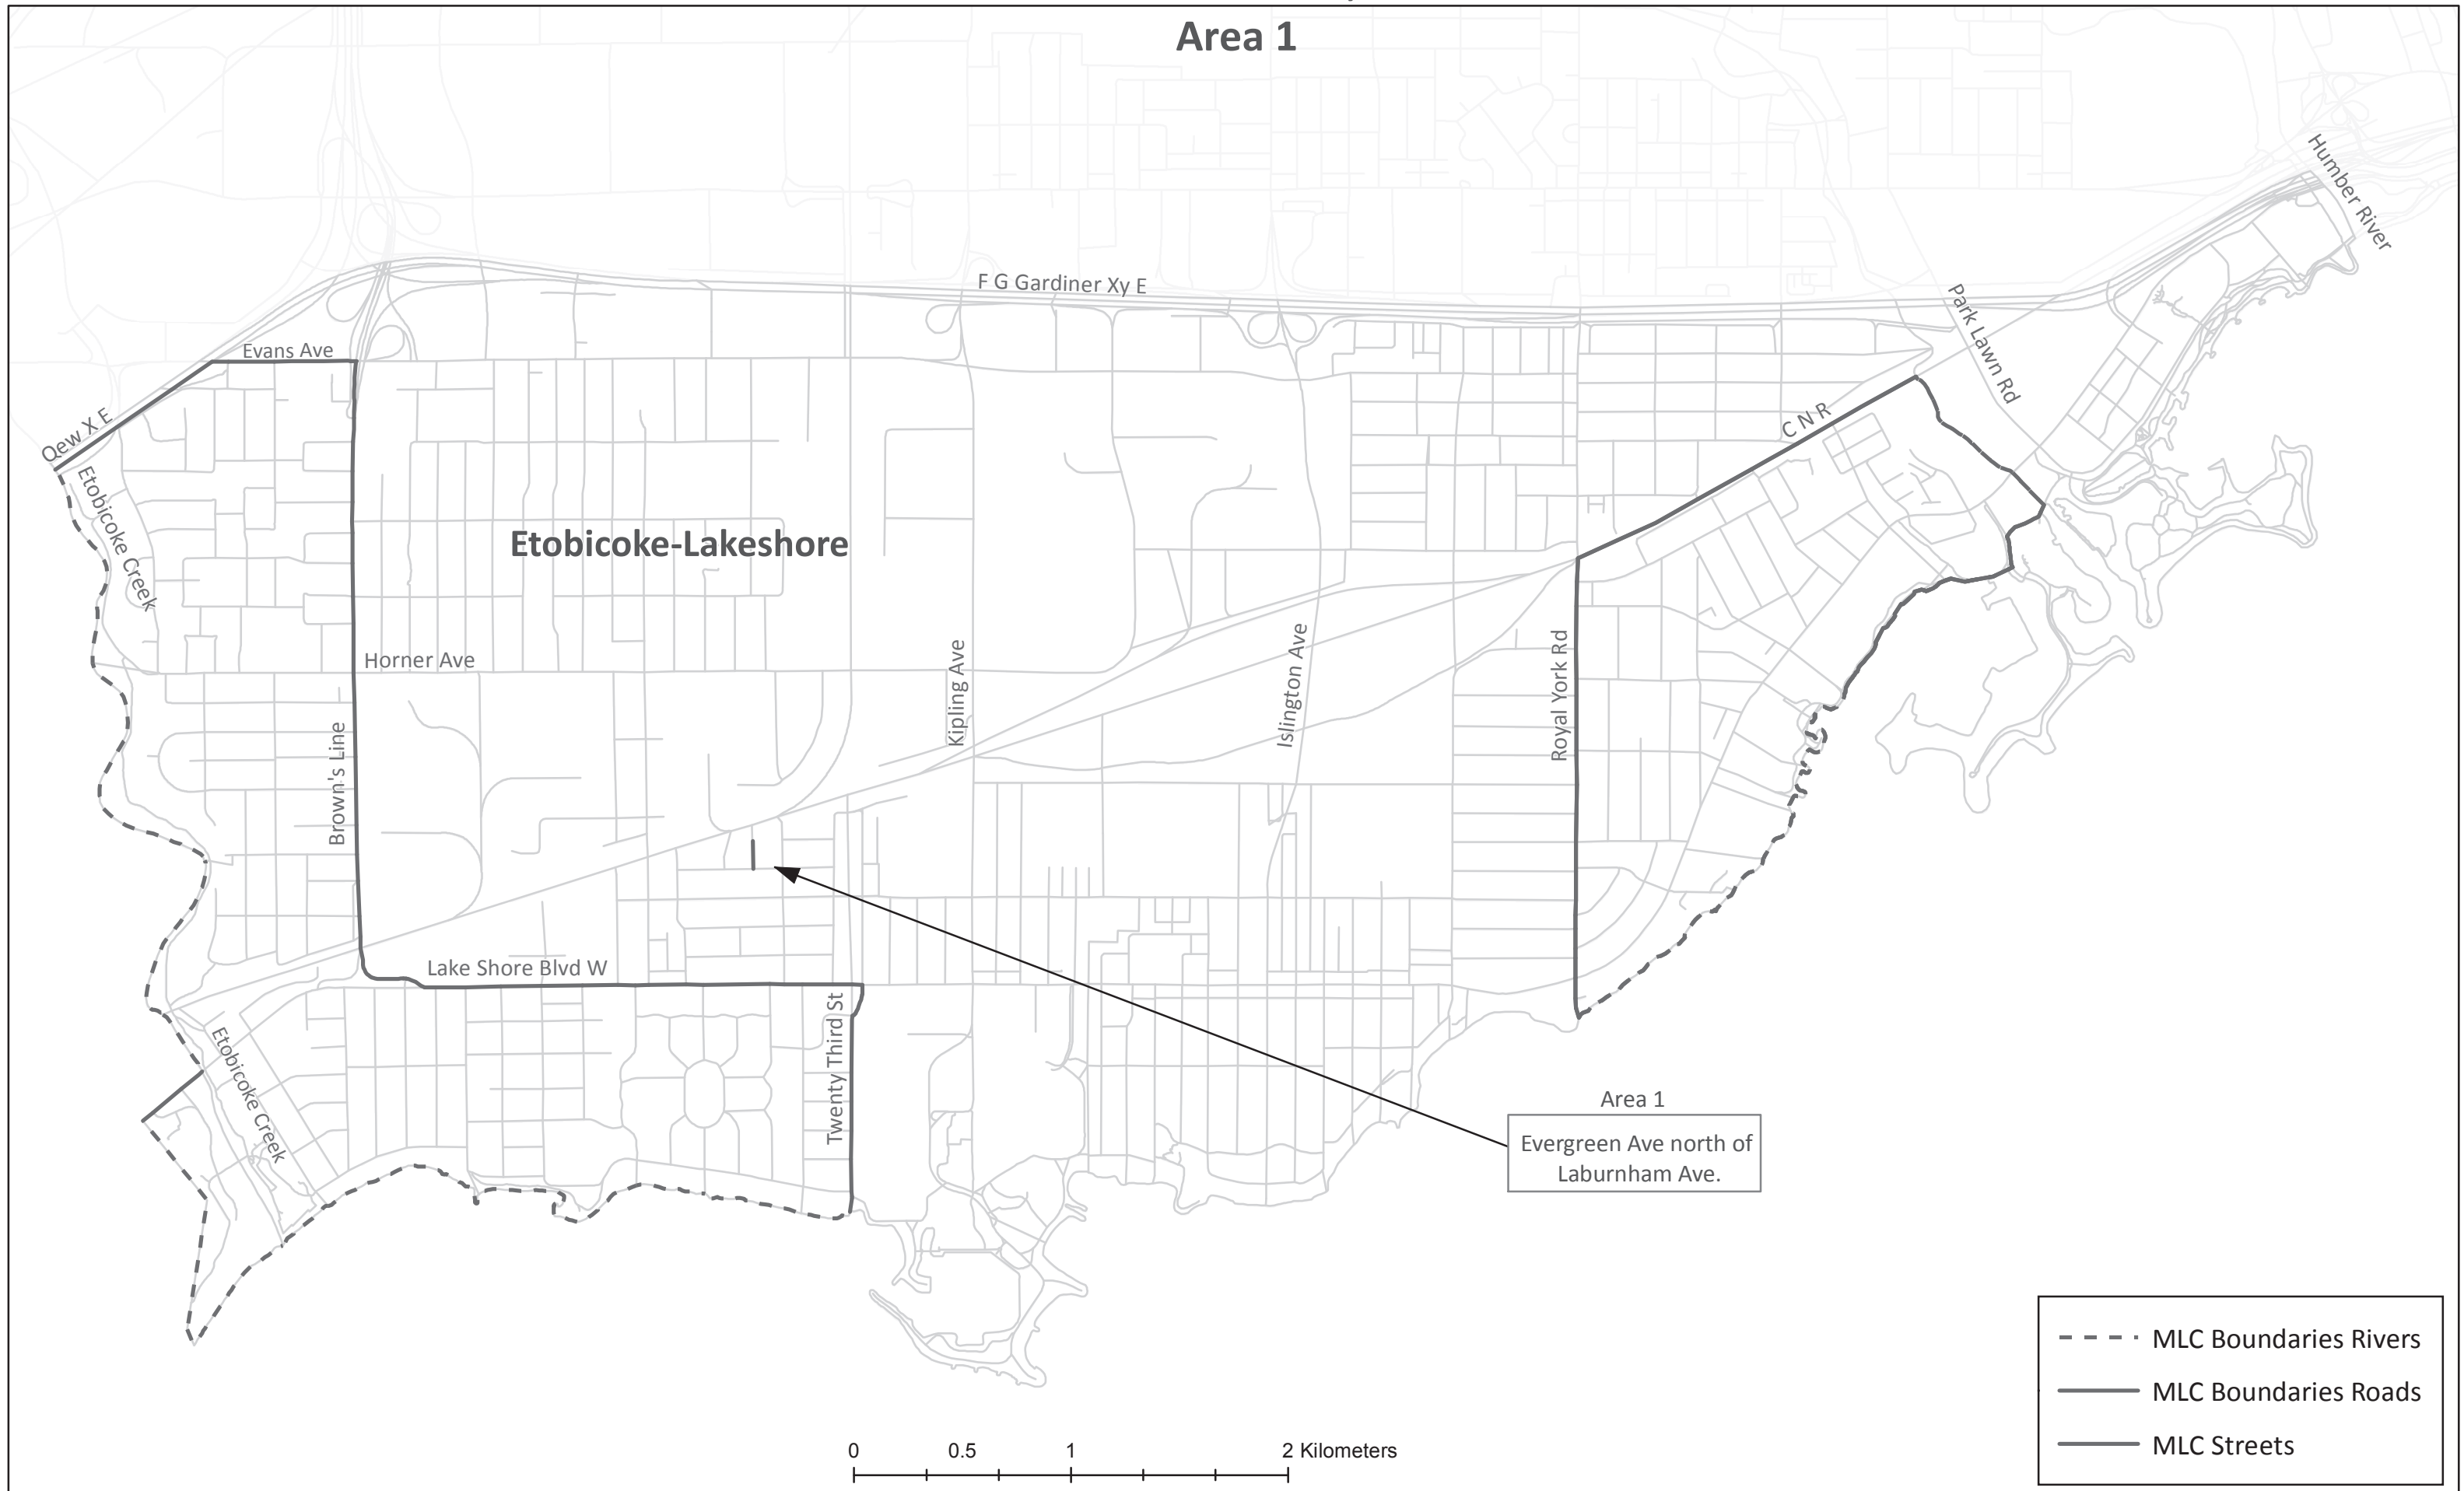 Area 1
Humber River
F G Gardiner Xy E
Park Lawn Rd
Evans Ave
Qew X E
C N R
Etobicoke Creek
Etobicoke-Lakeshore
Horner Ave
Kipling Ave
Islington Ave
Royal York Rd
Brown's Line
Lake Shore Blvd W
Twenty Third St
Etobicoke Creek
Area 1
Evergreen Ave north of
Laburnham Ave.
MLC Boundaries Rivers
MLC Boundaries Roads
MLC Streets
0 0.5 1 2 Kilometers